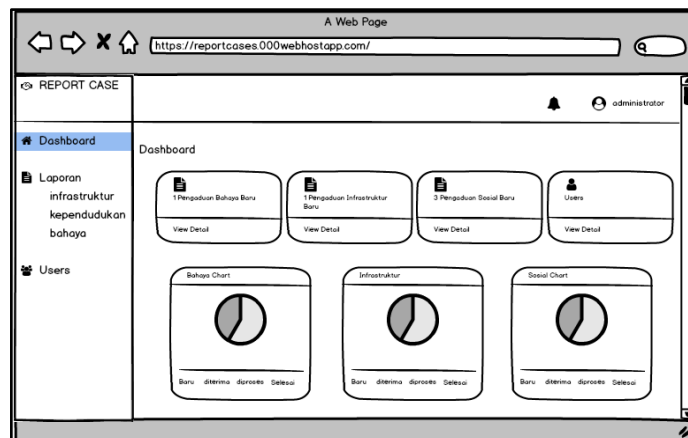 A Web Page
https://reportcases.000webhostapp.com/
REPORT CASE
administrator
Dashboard
Laporan
infrastruktur
kependudukan
bahaya
Users
Dashboard
1 Pengaduan Bahaya Baru
View Detail
1 Pengaduan Infrastruktur
Baru
View Detail
3 Pengaduan Sosial Baru
View Detail
Users
View Detail
Bahaya Chart
Baru diterima diproses Selesai
Infrastruktur
Baru diterima diproses Selesai
Sosial Chart
Baru diterima diproses Selesai